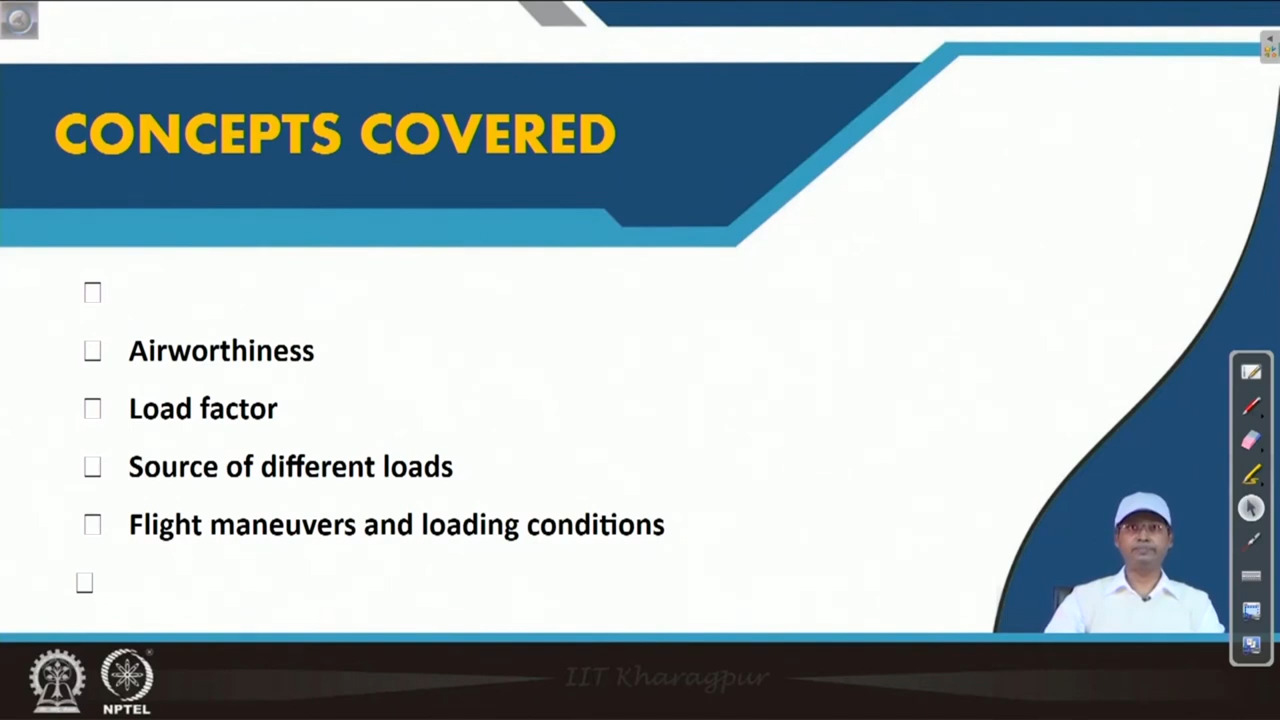 CONCEPTS COVERED
Airworthiness
Load factor
Source of different loads
Flight maneuvers and loading conditions
IIT Kharagpur
NPTEL